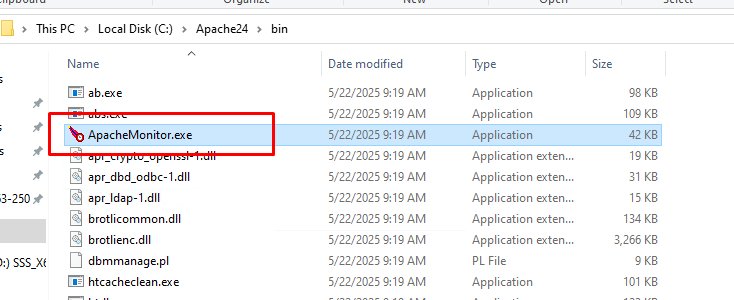 This PC > Local Disk (C:) > Apache24 > bin
Name Date modified Type Size
ab.exe 5/22/2025 9:19 AM Application 98 KB
abs.exe 5/22/2025 9:19 AM Application 109 KB
ApacheMonitor.exe 5/22/2025 9:19 AM Application 42 KB
apr_crypto_openssl-1.dll 5/22/2025 9:19 AM Application exten... 19 KB
apr_dbd_odbc-1.dll 5/22/2025 9:19 AM Application exten... 31 KB
apr_ldap-1.dll 5/22/2025 9:19 AM Application exten... 15 KB
63-250 brotlicommon.dll 5/22/2025 9:19 AM Application exten... 134 KB
brotlienc.dll 5/22/2025 9:19 AM Application exten... 3,266 KB
:) SSS_X6 dbmmanage.pl 5/22/2025 9:19 AM PL File 9 KB
htcacheclean.exe 5/22/2025 9:19 AM Application 101 KB